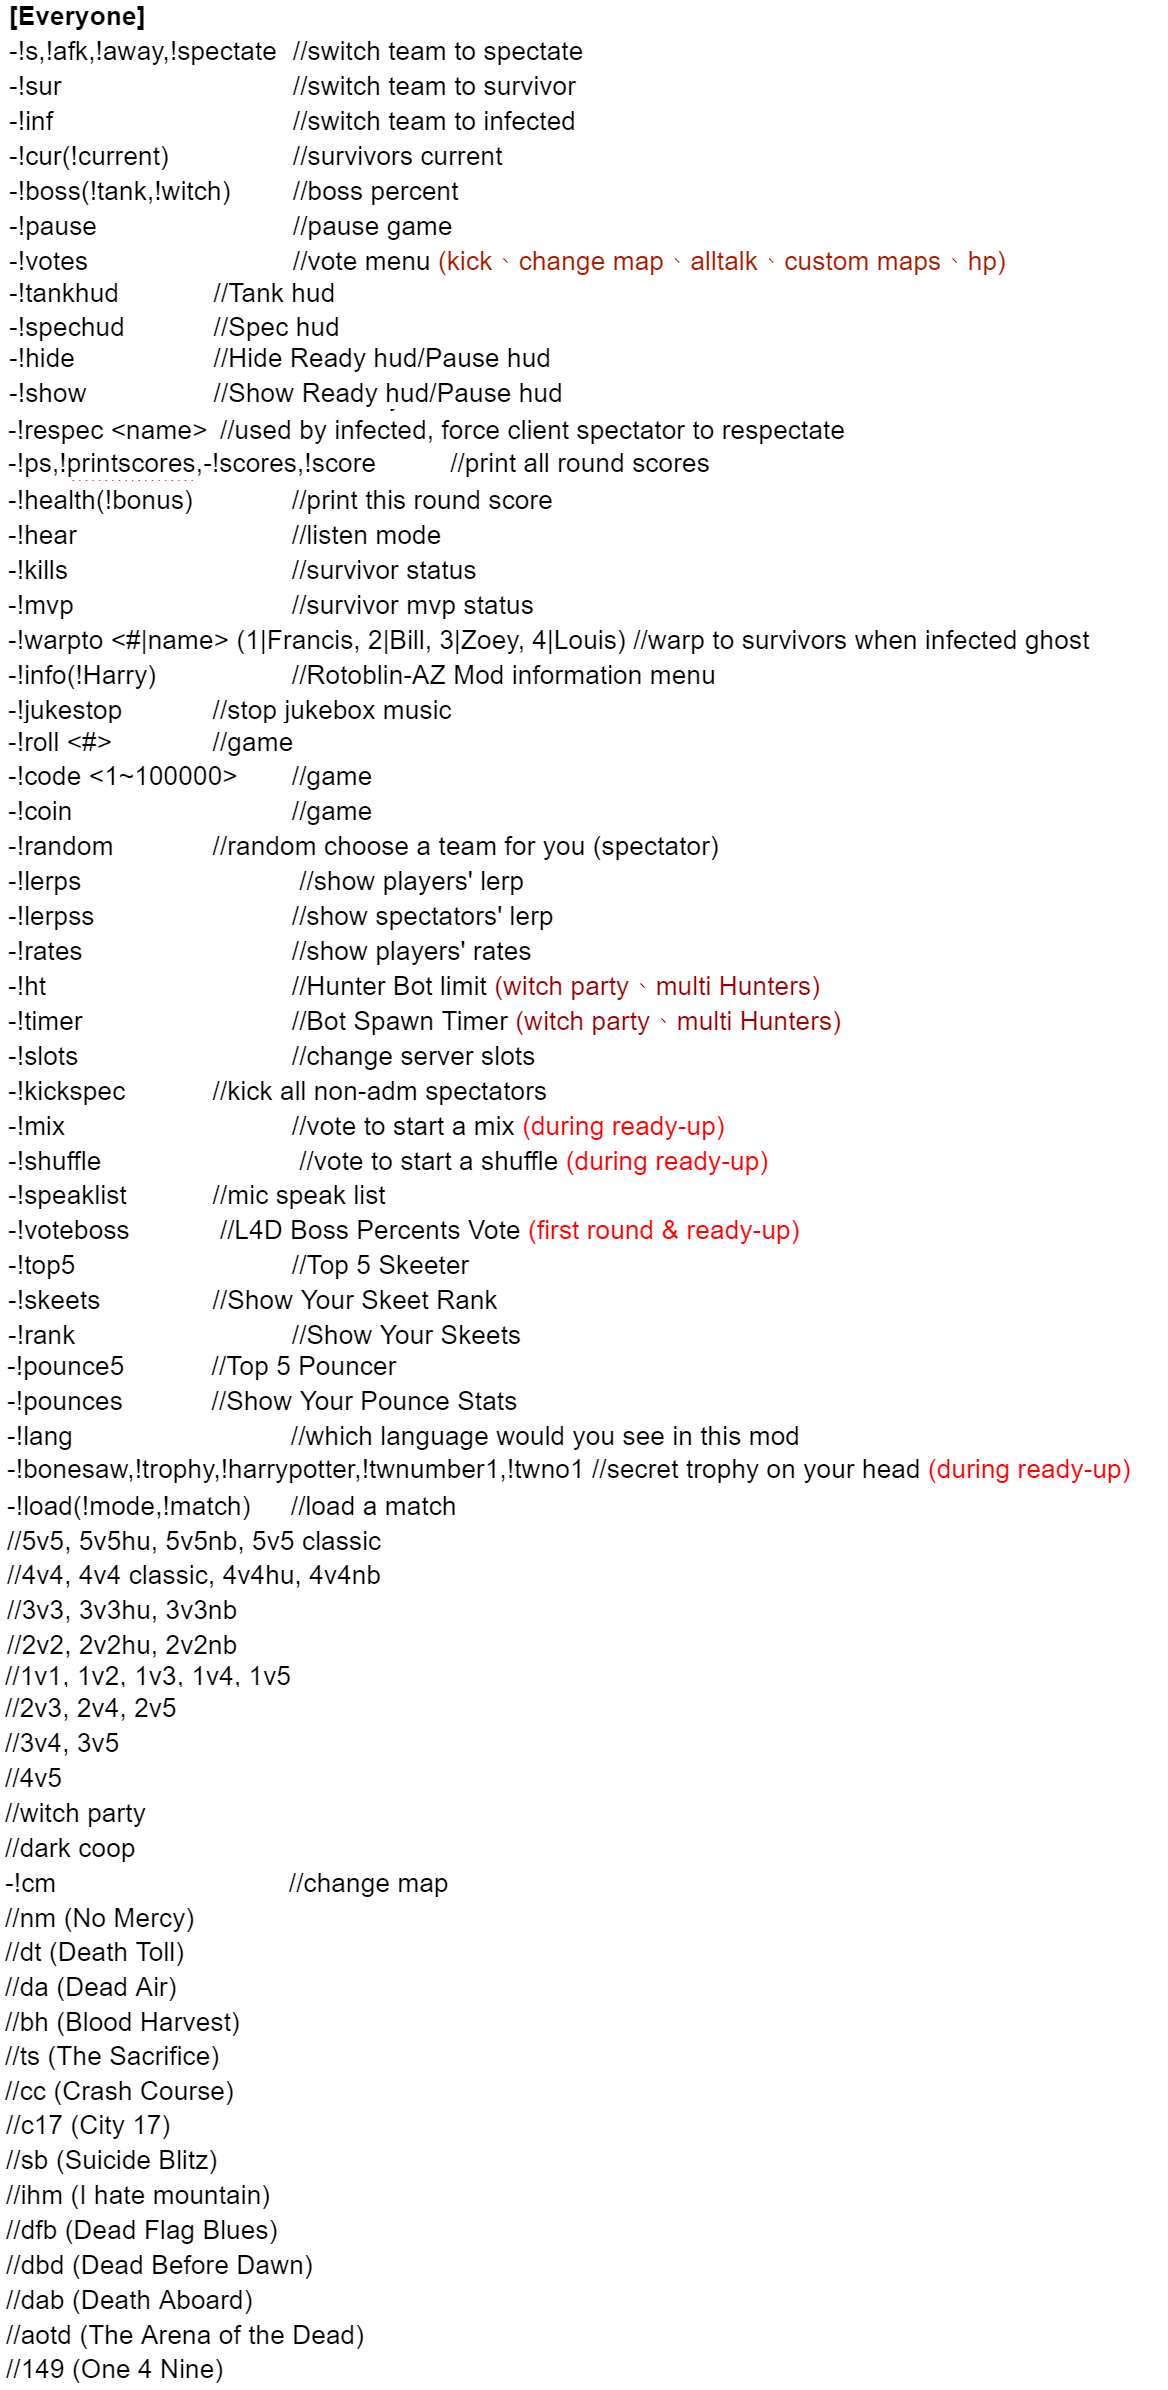 [Everyone]
-!s,!afk,!away,!spectate //switch team to spectate
-!sur //switch team to survivor
-!inf //switch team to infected
-!cur(!current) //survivors current
-!boss(!tank,!witch) //boss percent
-!pause //pause game
-!votes //vote menu (kick、change map、alltalk、custom maps、hp)
-!tankhud //Tank hud
-!spechud //Spec hud
-!hide //Hide Ready hud/Pause hud
-!show //Show Ready hud/Pause hud
-!respec <name> //used by infected, force client spectator to respectate
-!ps,!printscores,-!scores,!score //print all round scores
-!health(!bonus) //print this round score
-!hear //listen mode
-!kills //survivor status
-!mvp //survivor mvp status
-!warpto <#|name> (1|Francis, 2|Bill, 3|Zoey, 4|Louis) //warp to survivors when infected ghost
-!info(!Harry) //Rotoblin-AZ Mod information menu
-!jukestop //stop jukebox music
-!roll <#> //game
-!code <1~100000> //game
-!coin //game
-!random //random choose a team for you (spectator)
-!lerps //show players' lerp
-!lerpss //show spectators' lerp
-!rates //show players' rates
-!ht //Hunter Bot limit (witch party、multi Hunters)
-!timer //Bot Spawn Timer (witch party、multi Hunters)
-!slots //change server slots
-!kickspec //kick all non-adm spectators
-!mix //vote to start a mix (during ready-up)
-!shuffle //vote to start a shuffle (during ready-up)
-!speaklist //mic speak list
-!voteboss //L4D Boss Percents Vote (first round & ready-up)
-!top5 //Top 5 Skeeter
-!skeets //Show Your Skeet Rank
-!rank //Show Your Skeets
-!pounce5 //Top 5 Pouncer
-!pounces //Show Your Pounce Stats
-!lang //which language would you see in this mod
-!bonesaw,!trophy,!harrypotter,!twnumber1,!twno1 //secret trophy on your head (during ready-up)
-!load(!mode,!match) //load a match
//5v5, 5v5hu, 5v5nb, 5v5 classic
//4v4, 4v4 classic, 4v4hu, 4v4nb
//3v3, 3v3hu, 3v3nb
//2v2, 2v2hu, 2v2nb
//1v1, 1v2, 1v3, 1v4, 1v5
//2v3, 2v4, 2v5
//3v4, 3v5
//4v5
//witch party
//dark coop
-!cm //change map
//nm (No Mercy)
//dt (Death Toll)
//da (Dead Air)
//bh (Blood Harvest)
//ts (The Sacrifice)
//cc (Crash Course)
//c17 (City 17)
//sb (Suicide Blitz)
//ihm (I hate mountain)
//dfb (Dead Flag Blues)
//dbd (Dead Before Dawn)
//dab (Death Aboard)
//aotd (The Arena of the Dead)
//149 (One 4 Nine)